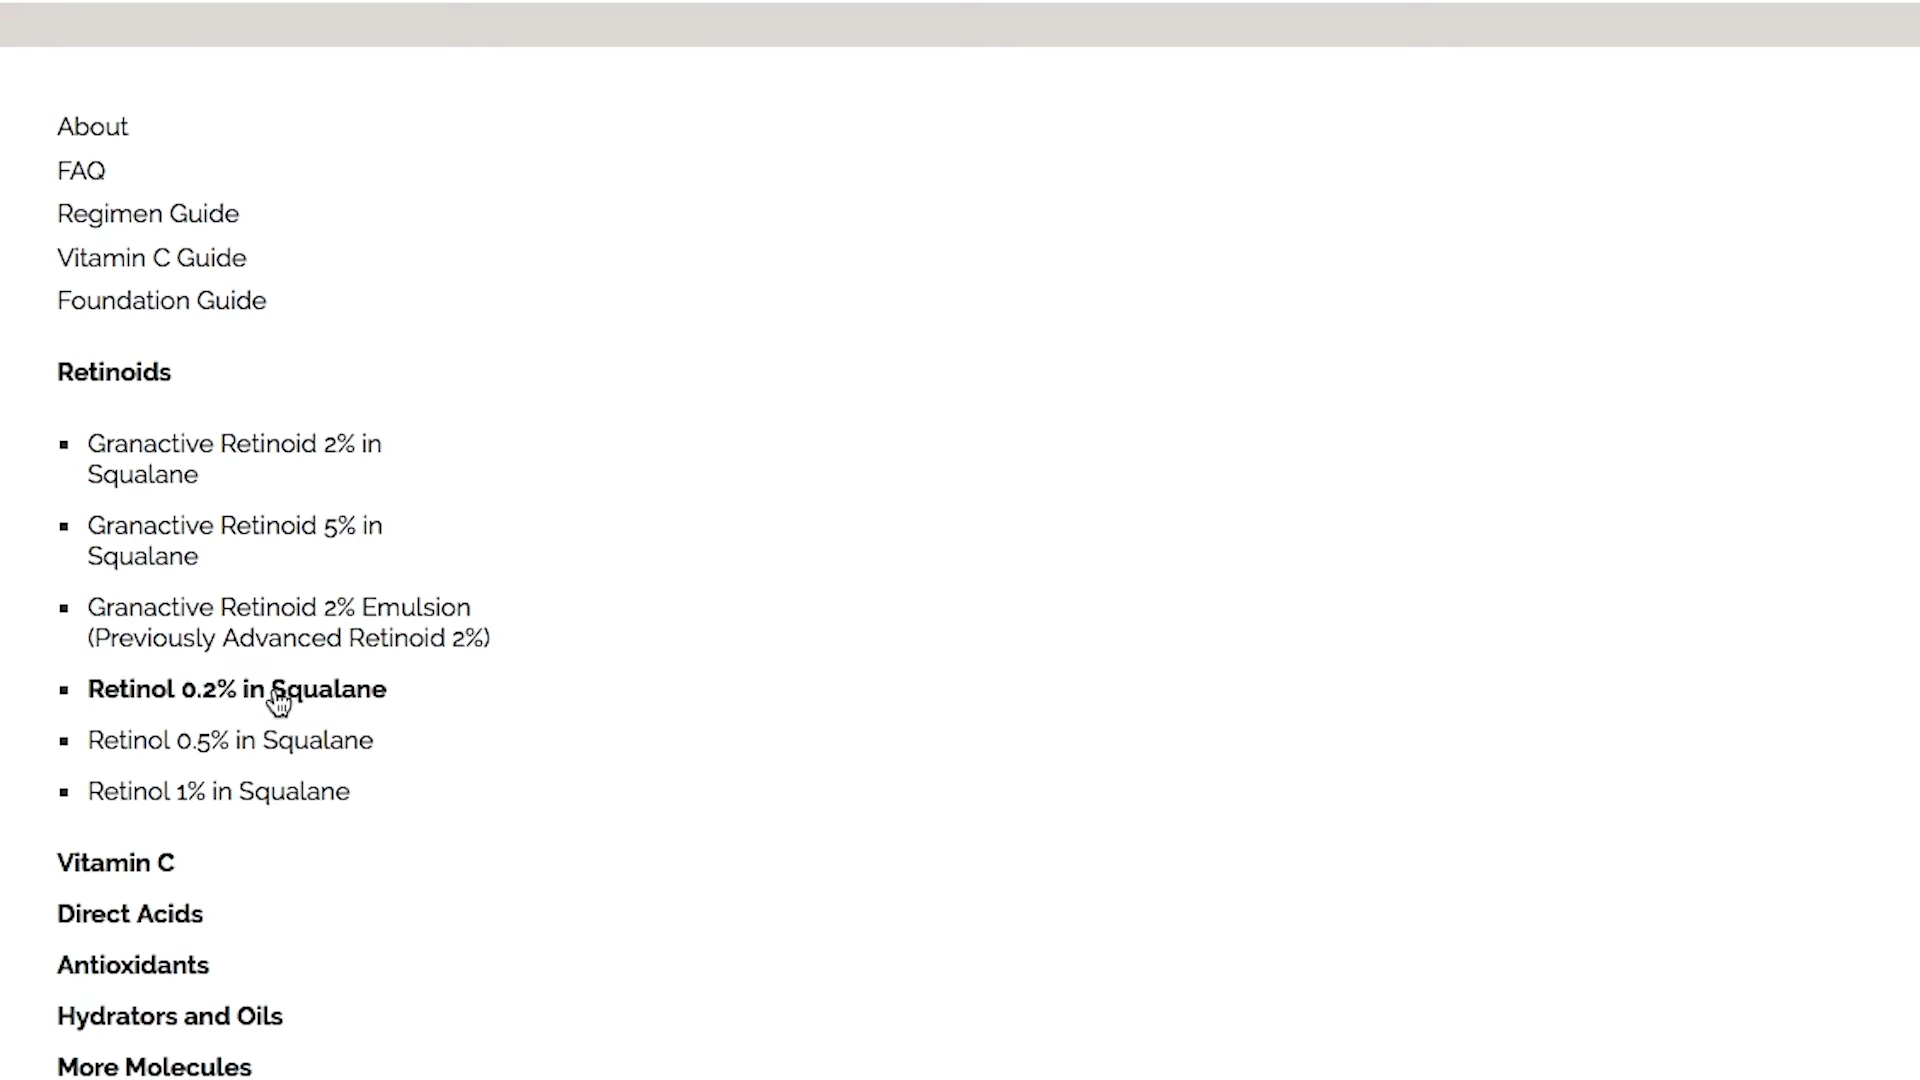 About
FAQ
Regimen Guide
Vitamin C Guide
Foundation Guide
Retinoids
Granactive Retinoid 2% in
Squalane
Granactive Retinoid 5% in
Squalane
Granactive Retinoid 2% Emulsion
(Previously Advanced Retinoid 2%)
Retinol 0.2% in Squalane
Retinol 0.5% in Squalane
Retinol 1% in Squalane
Vitamin C
Direct Acids
Antioxidants
Hydrators and Oils
More Molecules